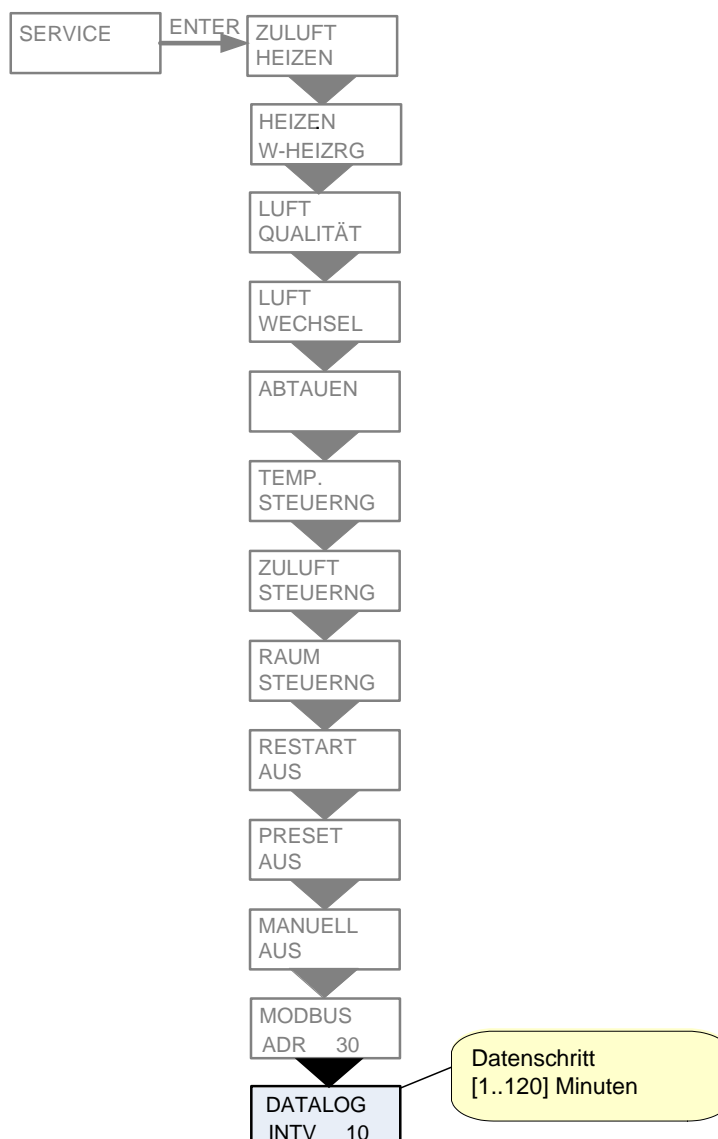 SERVICE
ENTER
ZULUFT
HEIZEN
HEIZEN
W-HEIZRG
LUFT
QUALITÄT
LUFT
WECHSEL
ABTAUEN
TEMP.
STEUERNG
ZULUFT
STEUERNG
RAUM
STEUERNG
RESTART
AUS
PRESET
AUS
MANUELL
AUS
MODBUS
ADR 30
Datenschritt
[1..120] Minuten
DATALOG
INTV 10